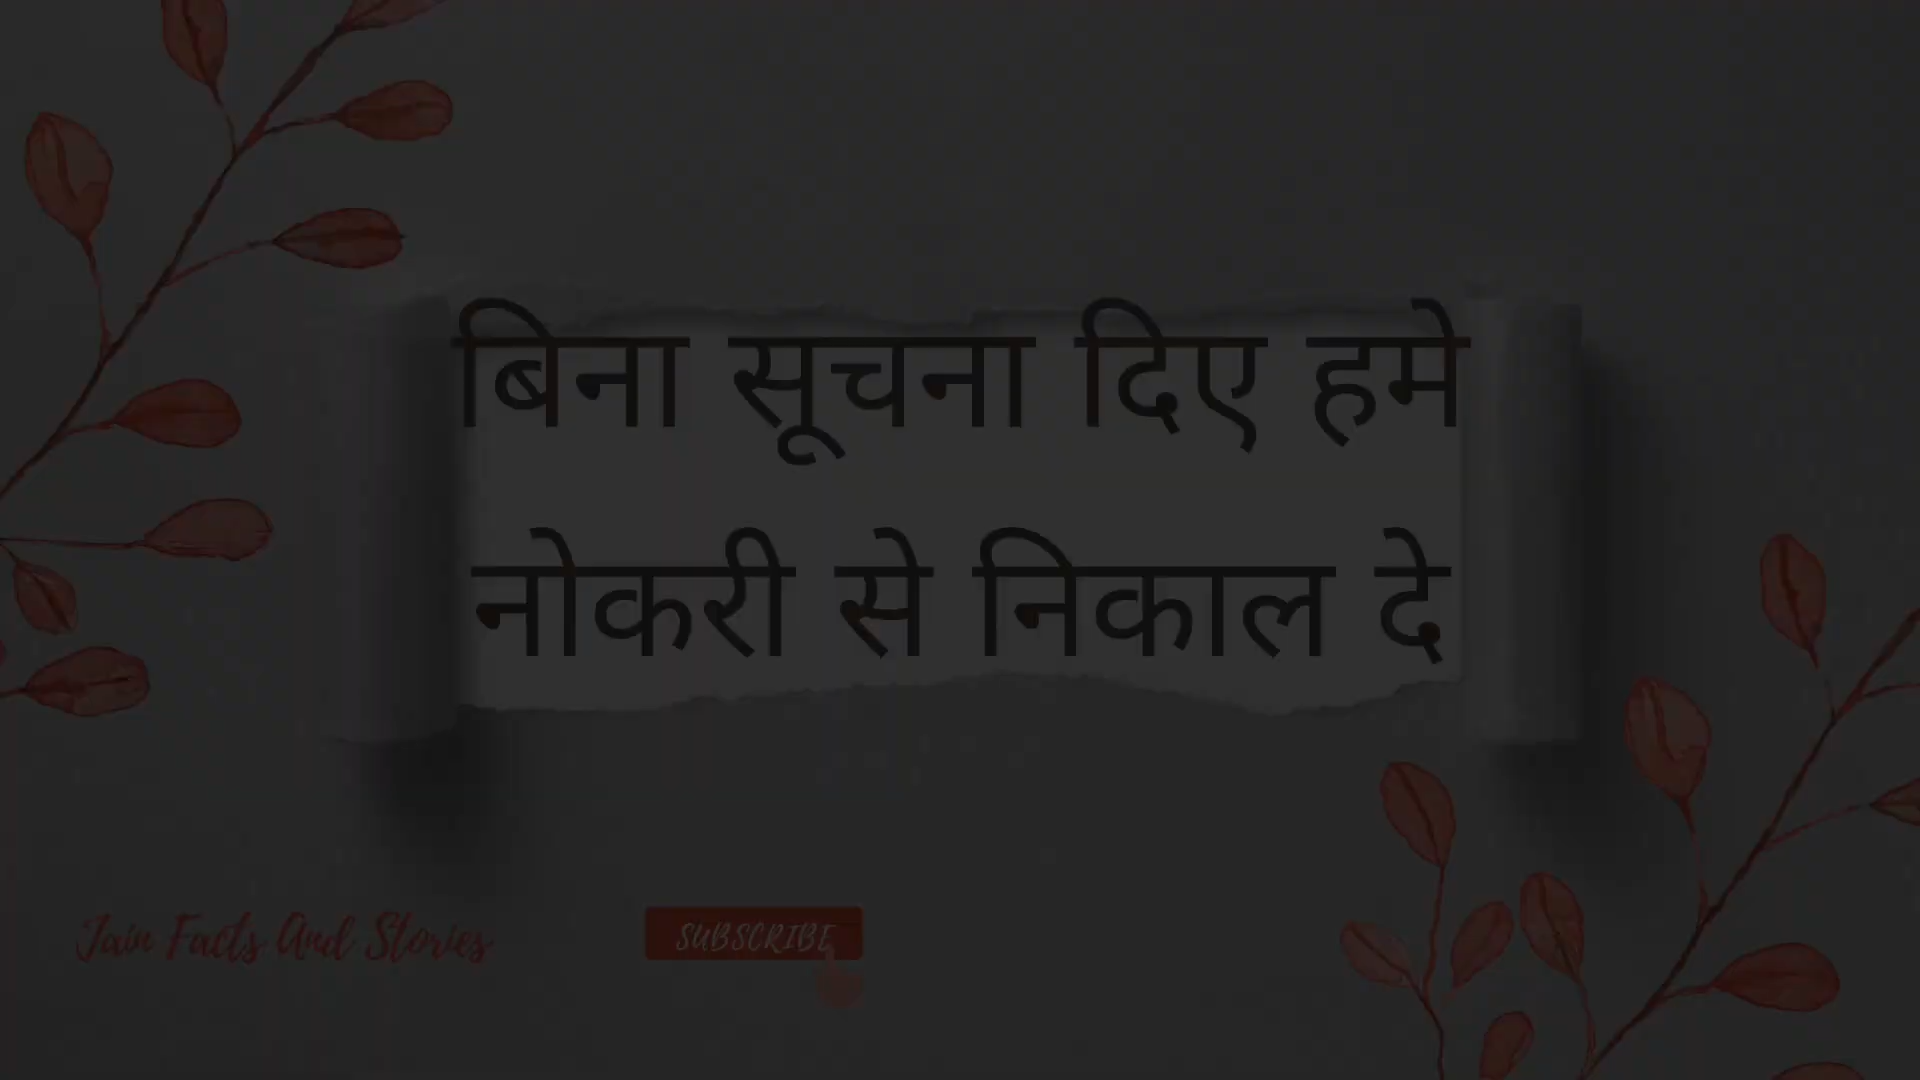 बिना सूचना दिए हमे
नोकरी से निकाल दे
Jain Facts And Stories
SUBSCRIBE